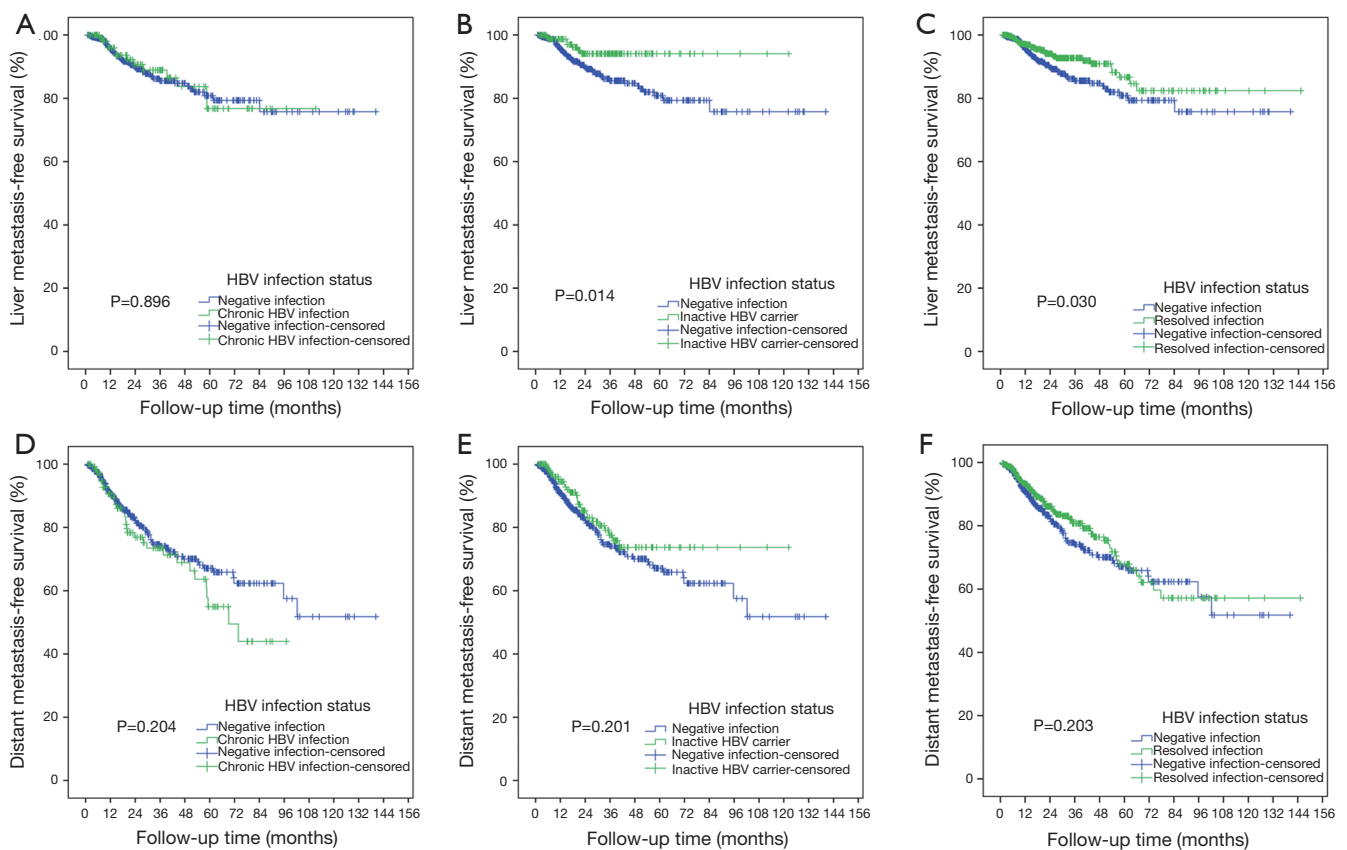 A
Liver metastasis-free survival (%)
.00
80
60
40
20
0
P=0.896
HBV infection status
Negative infection
Chronic HBV infection
Negative infection-censored
Chronic HBV infection-censored
0 12 24 36 48 60 72 84 96 108 120 132 144 156
Follow-up time (months)
B
Liver metastasis-free survival (%)
100
80
60
40
20
0
P=0.014
HBV infection status
Negative infection
Inactive HBV carrier
Negative infection-censored
Inactive HBV carrier-censored
0 12 24 36 48 60 72 84 96 108 120 132 144 156
Follow-up time (months)
C
Liver metastasis-free survival (%)
100
80
60
40
20
0
P=0.030
HBV infection status
Negative infection
Resolved infection
Negative infection-censored
Resolved infection-censored
0 12 24 36 48 60 72 84 96 108 120 132 144 156
Follow-up time (months)
D
Distant metastasis-free survival (%)
100
80
60
40
20
0
P=0.204
HBV infection status
Negative infection
Chronic HBV infection
Negative infection-censored
Chronic HBV infection-censored
0 12 24 36 48 60 72 84 96 108 120 132 144 156
Follow-up time (months)
E
Distant metastasis-free survival (%)
100
80
60
40
20
0
P=0.201
HBV infection status
Negative infection
Inactive HBV carrier
Negative infection-censored
Inactive HBV carrier-censored
0 12 24 36 48 60 72 84 96 108 120 132 144 156
Follow-up time (months)
F
Distant metastasis-free survival (%)
100
80
60
40
20
0
P=0.203
HBV infection status
Negative infection
Resolved infection
Negative infection-censored
Resolved infection-censored
0 12 24 36 48 60 72 84 96 108 120 132 144 156
Follow-up time (months)